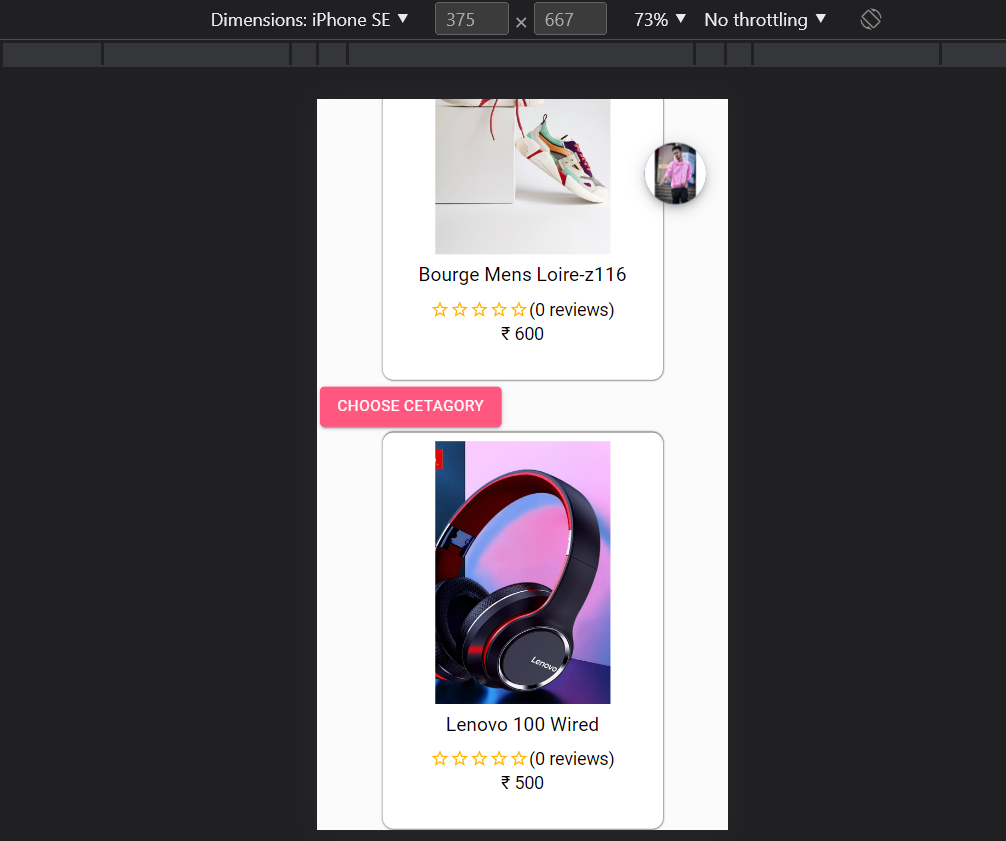 Dimensions: iPhone SE ▼ 375 × 667 73% ▼ No throttling ▼
Bourge Mens Loire-z116
(0 reviews)
₹ 600
CHOOSE CETAGORY
Lenovo
Lenovo 100 Wired
(0 reviews)
₹ 500